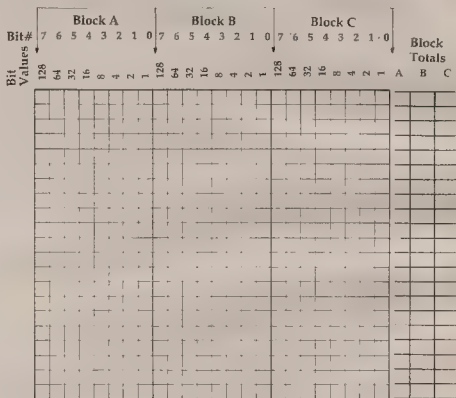 Block A Block B Block C
Bit# 7 6 5 4 3 2 1 0 7 6 5 4 3 2 1 0 7 6 5 4 3 2 1 0
Block Totals
Bit Values 128 64 32 16 8 4 2 1 128 64 32 16 8 4 2 1 128 64 32 16 8 4 2 1 A B C